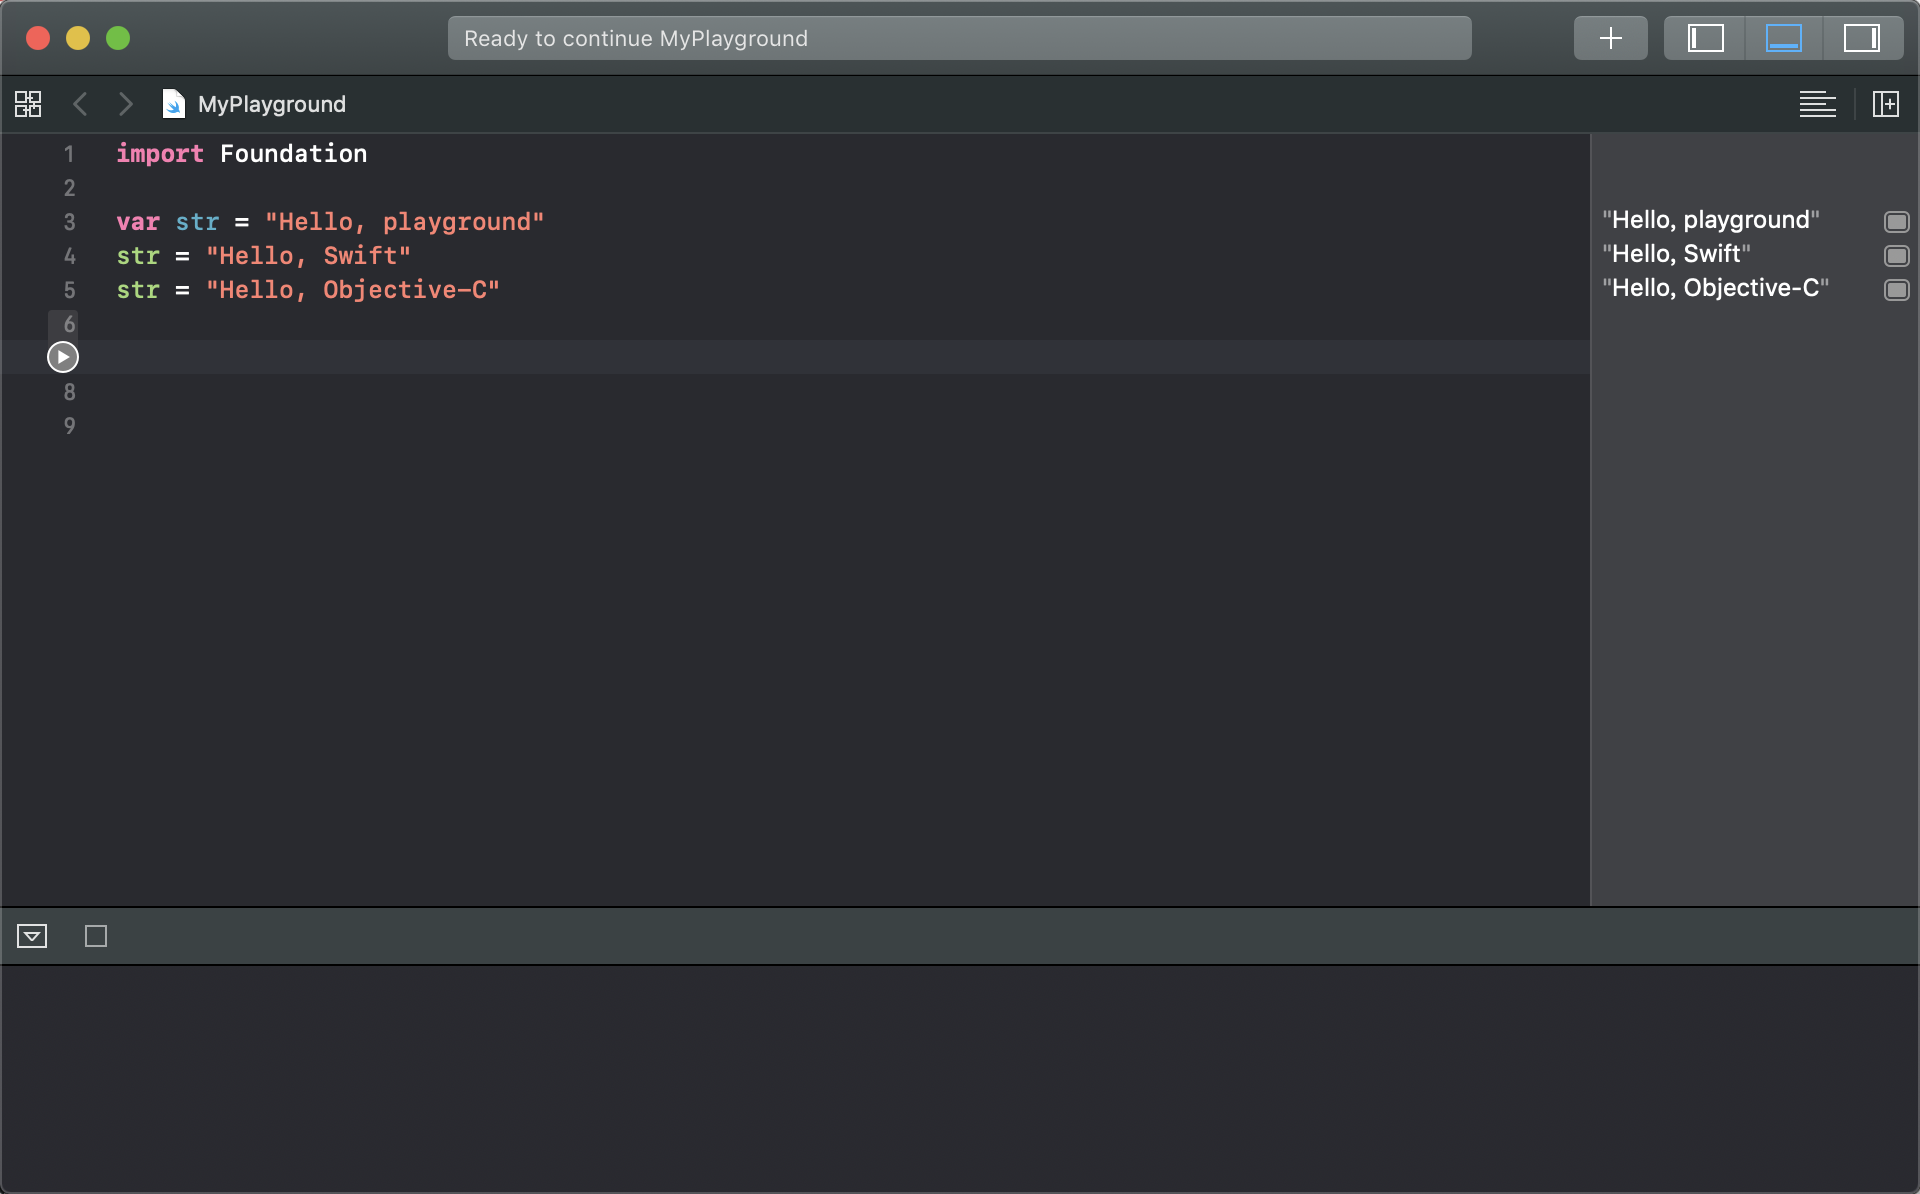 Ready to continue MyPlayground
MyPlayground
1 import Foundation
2
3 var str = "Hello, playground"
4 str = "Hello, Swift"
5 str = "Hello, Objective-C"
6
8
9
"Hello, playground"
"Hello, Swift"
"Hello, Objective-C"